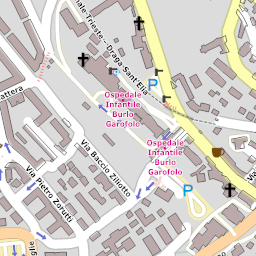 ale-Trieste – Draga Sant'Elia
attera
P
Ospedale
Infantile
Burlo
Garofolo
Ospedale
Infantile
Burlo
Garofolo
Via Baccio Ziliotto
Via Pietro Zorutti
P